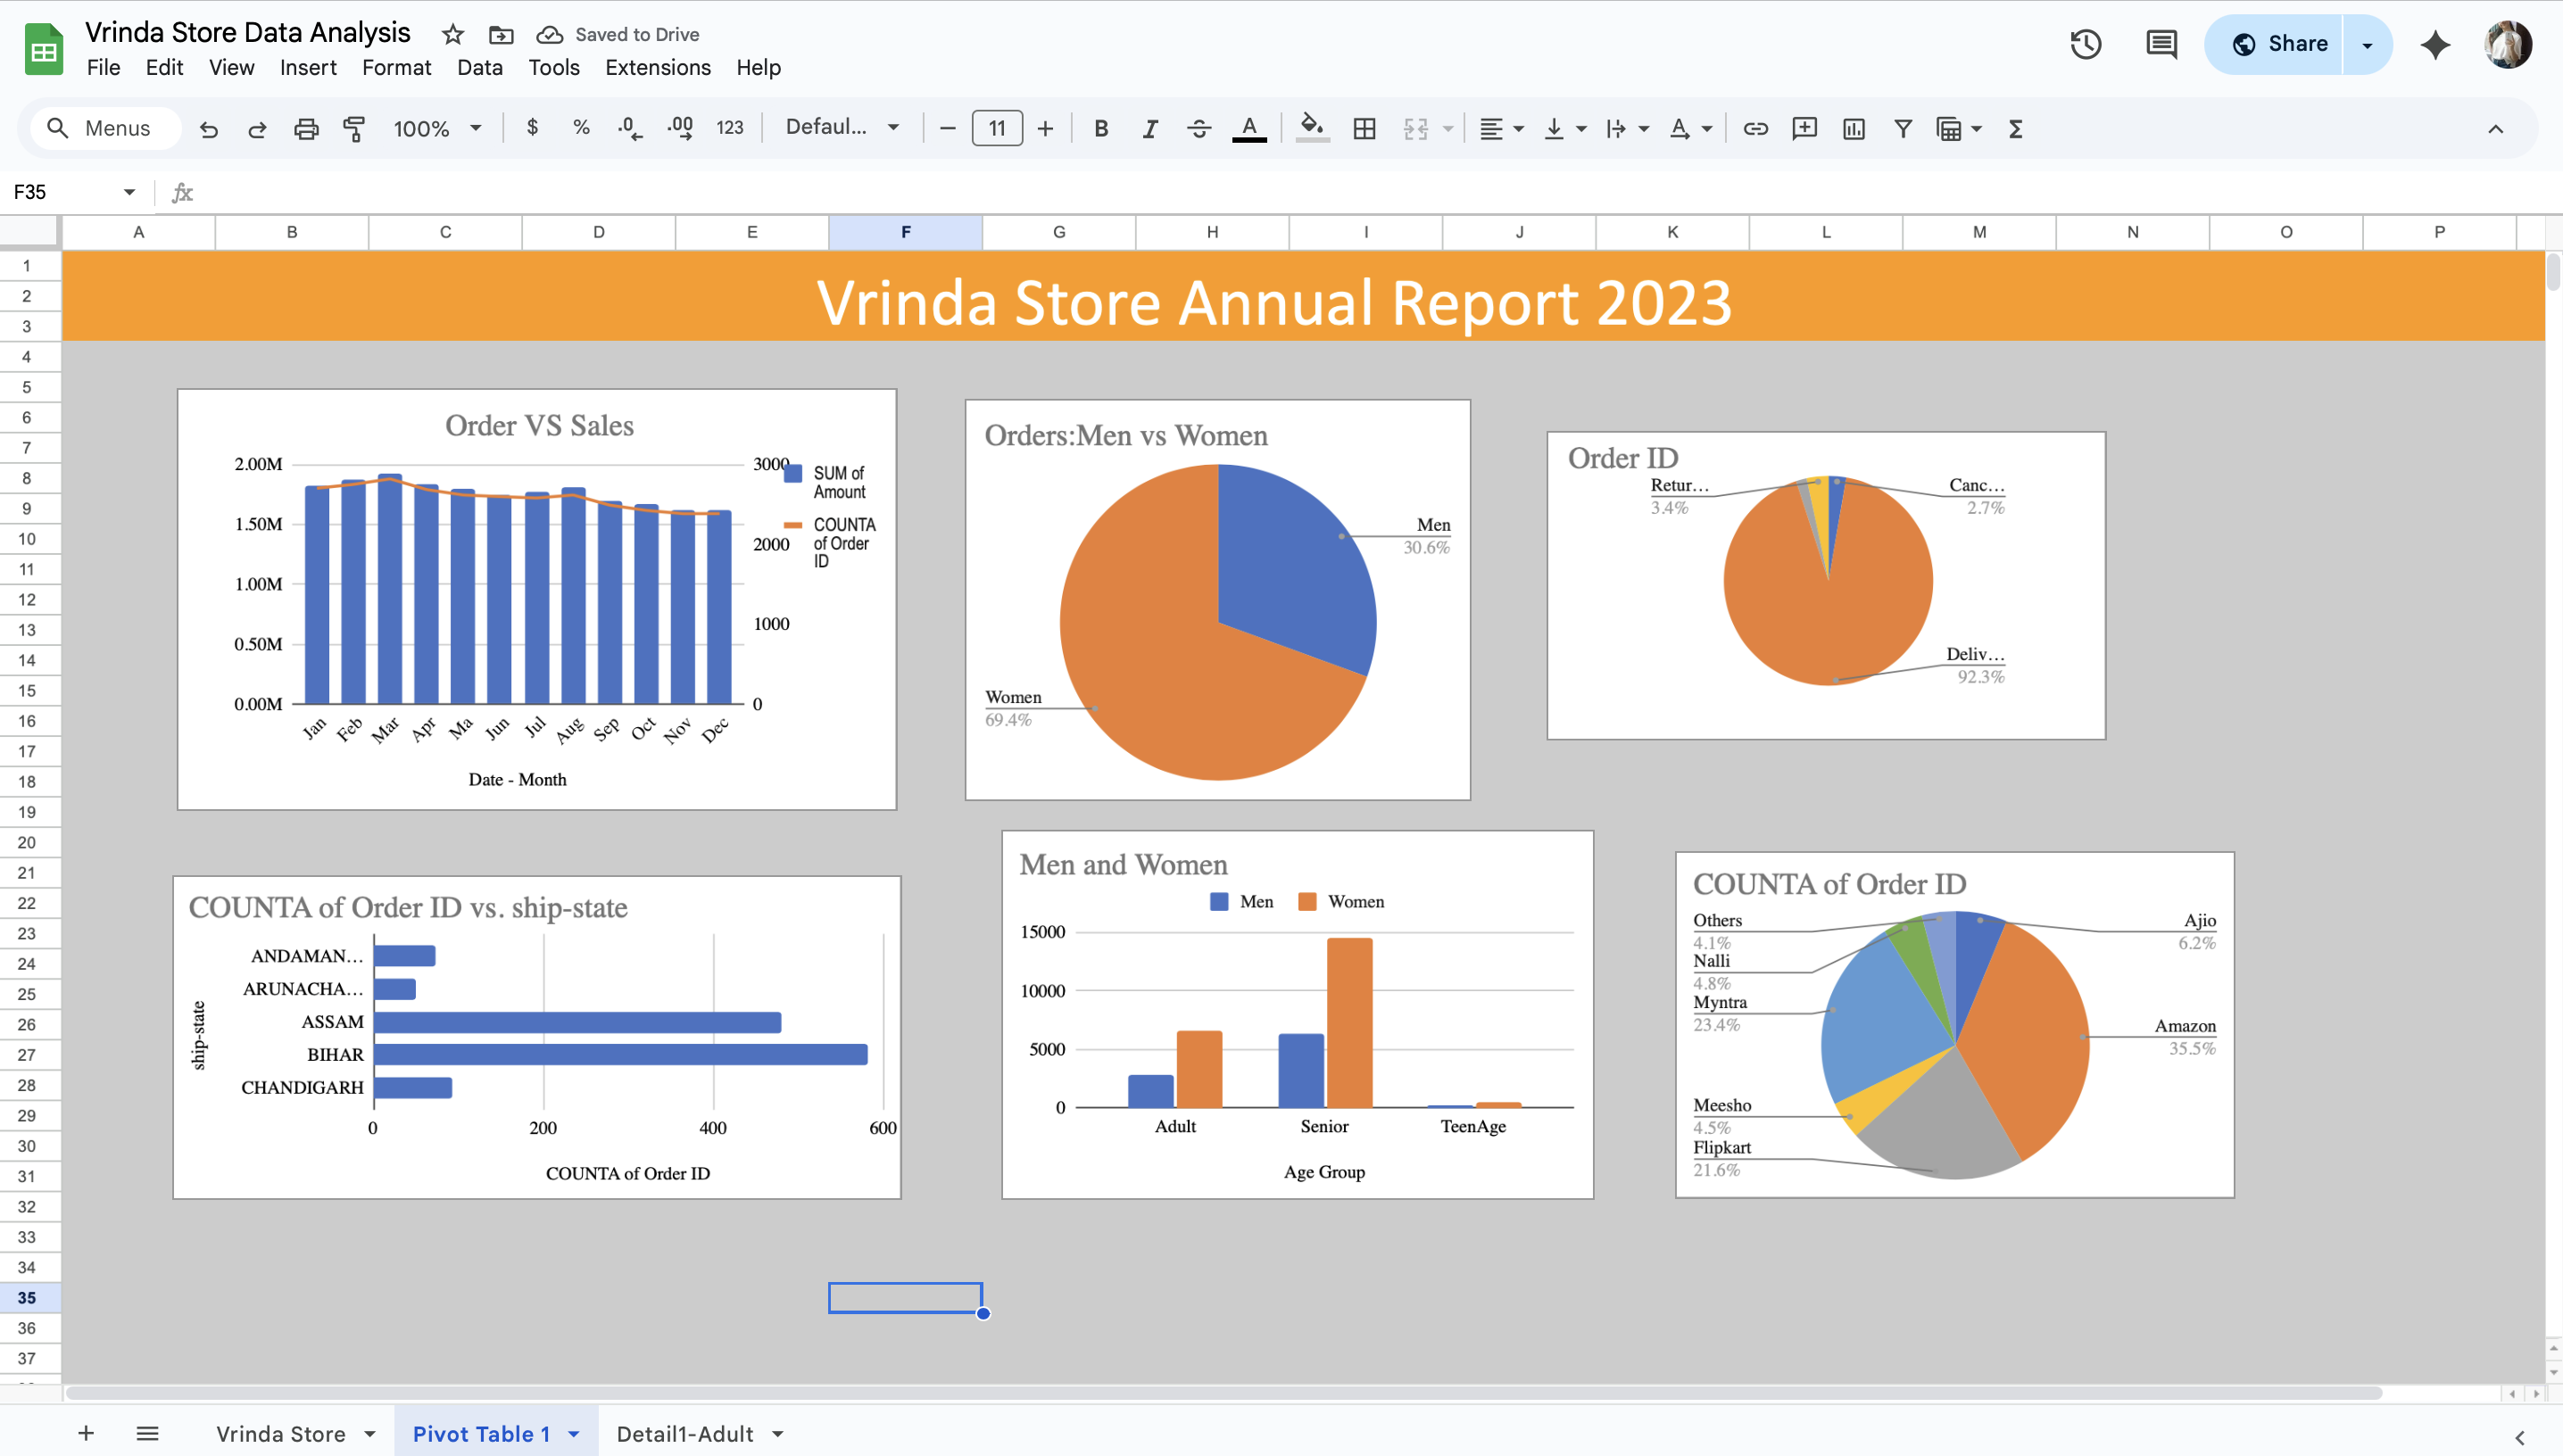 Vrinda Store Data Analysis
Saved to Drive
File Edit View Insert Format Data Tools Extensions Help
Share
Menus
100%
$ % .0 .00 123
Defaul...
11
B I A
F35
fx
A B C D E F G H I J K L M N O P
1
2
3
4
5
6
7
8
9
10
11
12
13
14
15
16
17
18
19
20
21
22
23
24
25
26
27
28
29
30
31
32
33
34
35
36
37
Vrinda Store Annual Report 2023
Order VS Sales
2.00M
1.50M
1.00M
0.50M
0.00M
3000
2000
1000
0
SUM of
Amount
COUNTA
of Order
ID
Jan Feb Mar Apr Ma Jun Jul Aug Sep Oct Nov Dec
Date - Month
Orders:Men vs Women
Men
30.6%
Women
69.4%
Order ID
Retur...
3.4%
Canc...
2.7%
Deliv...
92.3%
COUNTA of Order ID vs. ship-state
ship-state
ANDAMAN...
ARUNACHA...
ASSAM
BIHAR
CHANDIGARH
0 200 400 600
COUNTA of Order ID
Men and Women
Men Women
15000
10000
5000
0
Adult Senior TeenAge
Age Group
COUNTA of Order ID
Others
4.1%
Nalli
4.8%
Myntra
23.4%
Meesho
4.5%
Flipkart
21.6%
Ajio
6.2%
Amazon
35.5%
Vrinda Store Pivot Table 1 Detail1-Adult